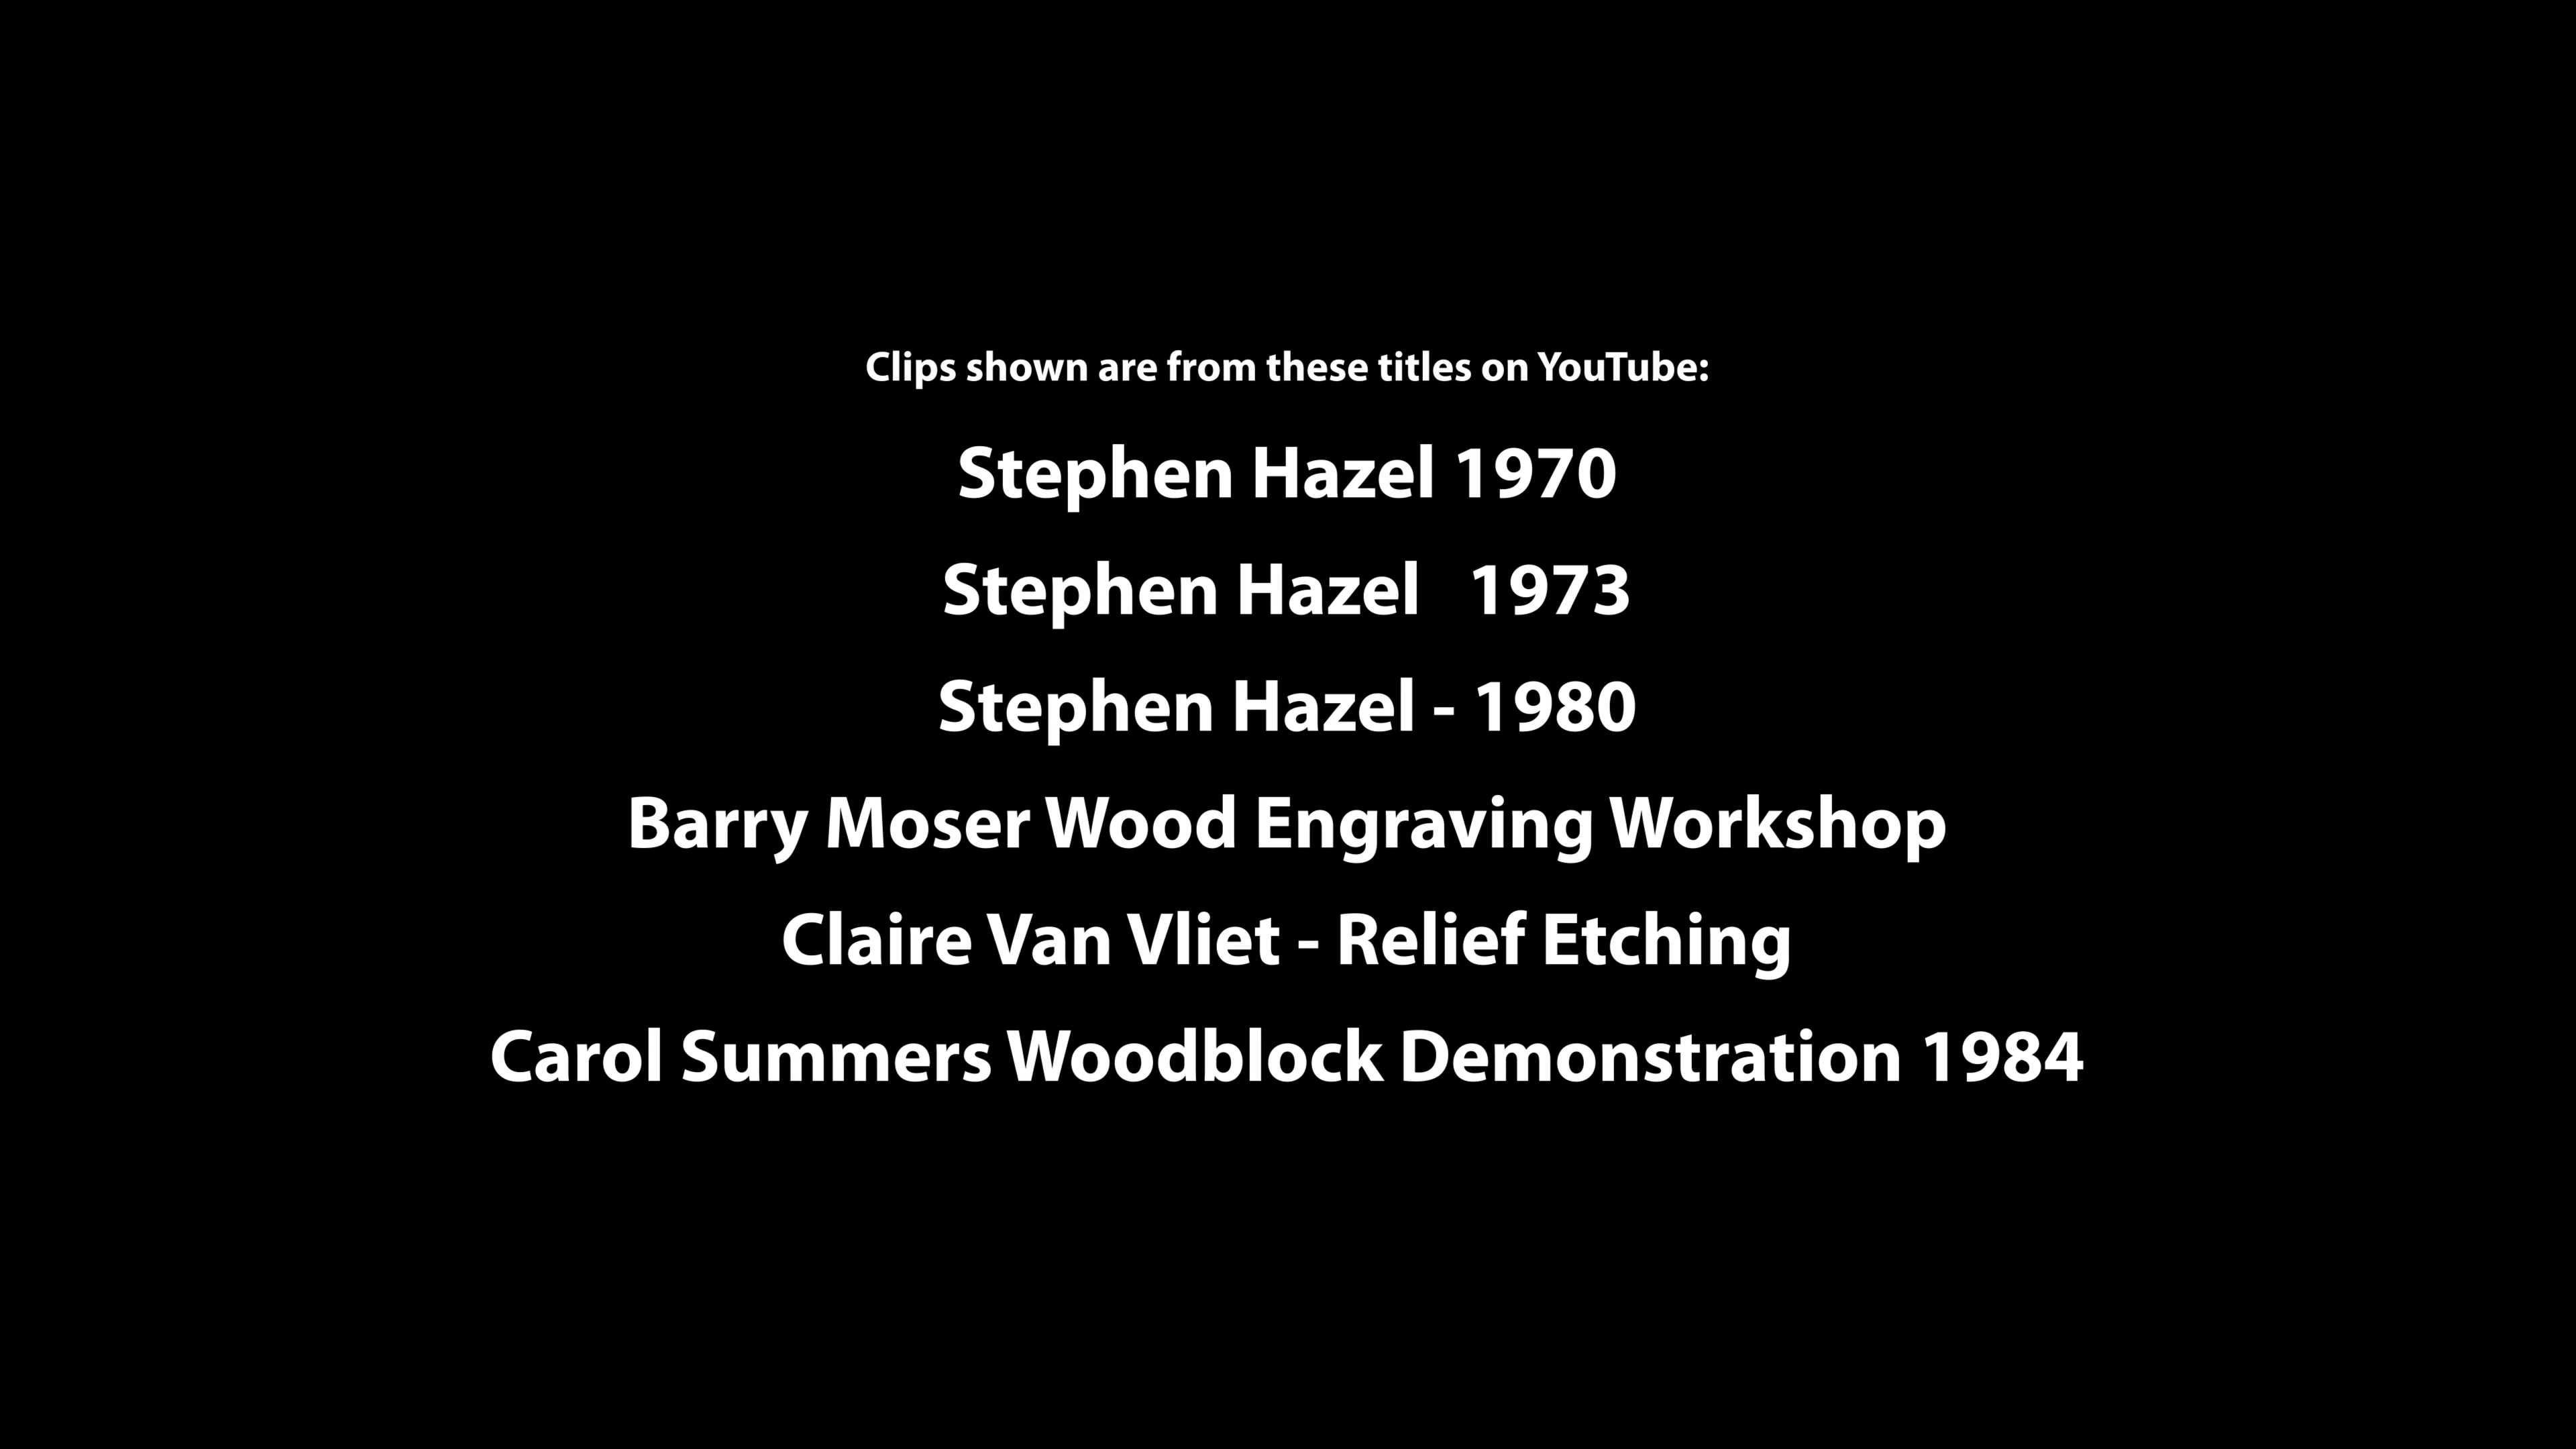 Clips shown are from these titles on YouTube:
Stephen Hazel 1970
Stephen Hazel   1973
Stephen Hazel - 1980
Barry Moser Wood Engraving Workshop
Claire Van Vliet - Relief Etching
Carol Summers Woodblock Demonstration 1984